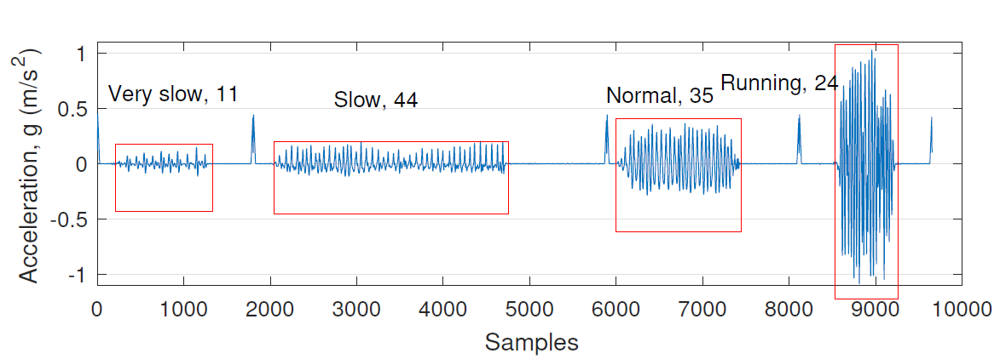 Very slow, 11
Slow, 44
Normal, 35
Running, 24
1
0.5
0
-0.5
-1
Acceleration, g (m/s²)
0 1000 2000 3000 4000 5000 6000 7000 8000 9000 10000
Samples